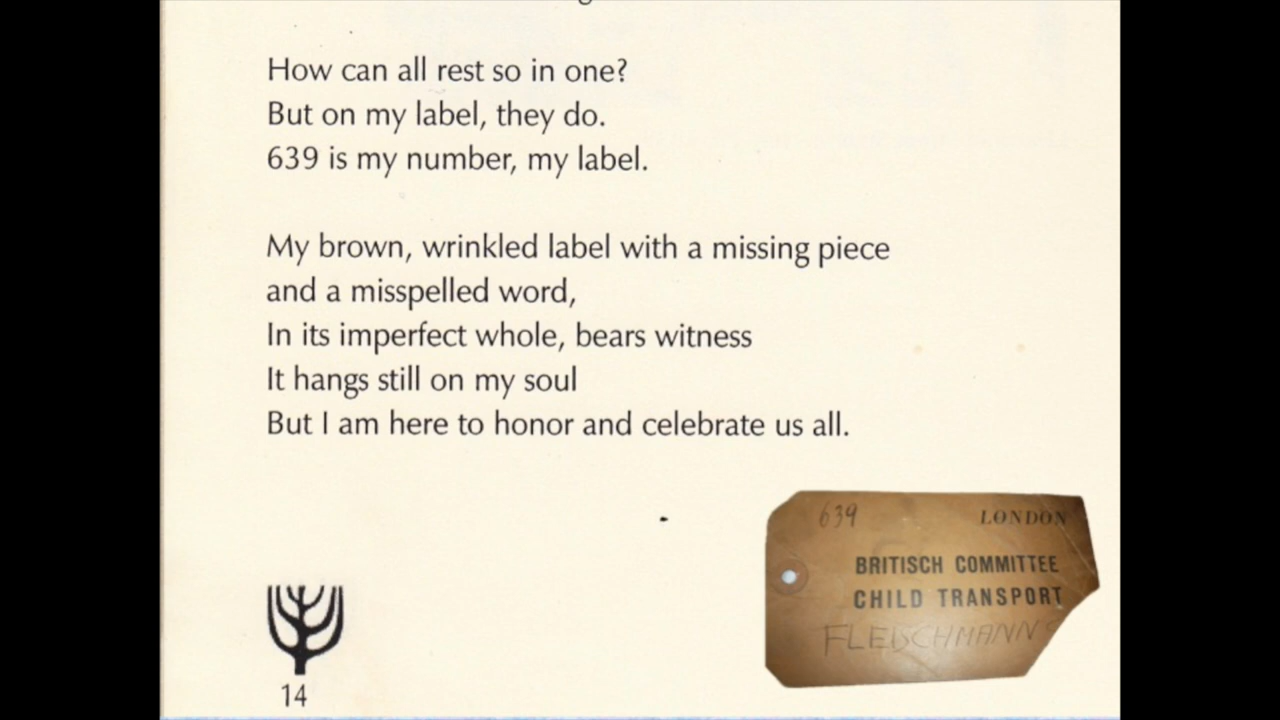 How can all rest so in one?
But on my label, they do.
639 is my number, my label.
My brown, wrinkled label with a missing piece
and a misspelled word,
In its imperfect whole, bears witness
It hangs still on my soul
But I am here to honor and celebrate us all.
639 LONDON
BRITISCH COMMITTEE
CHILD TRANSPORT
FLEISCHMANN
14